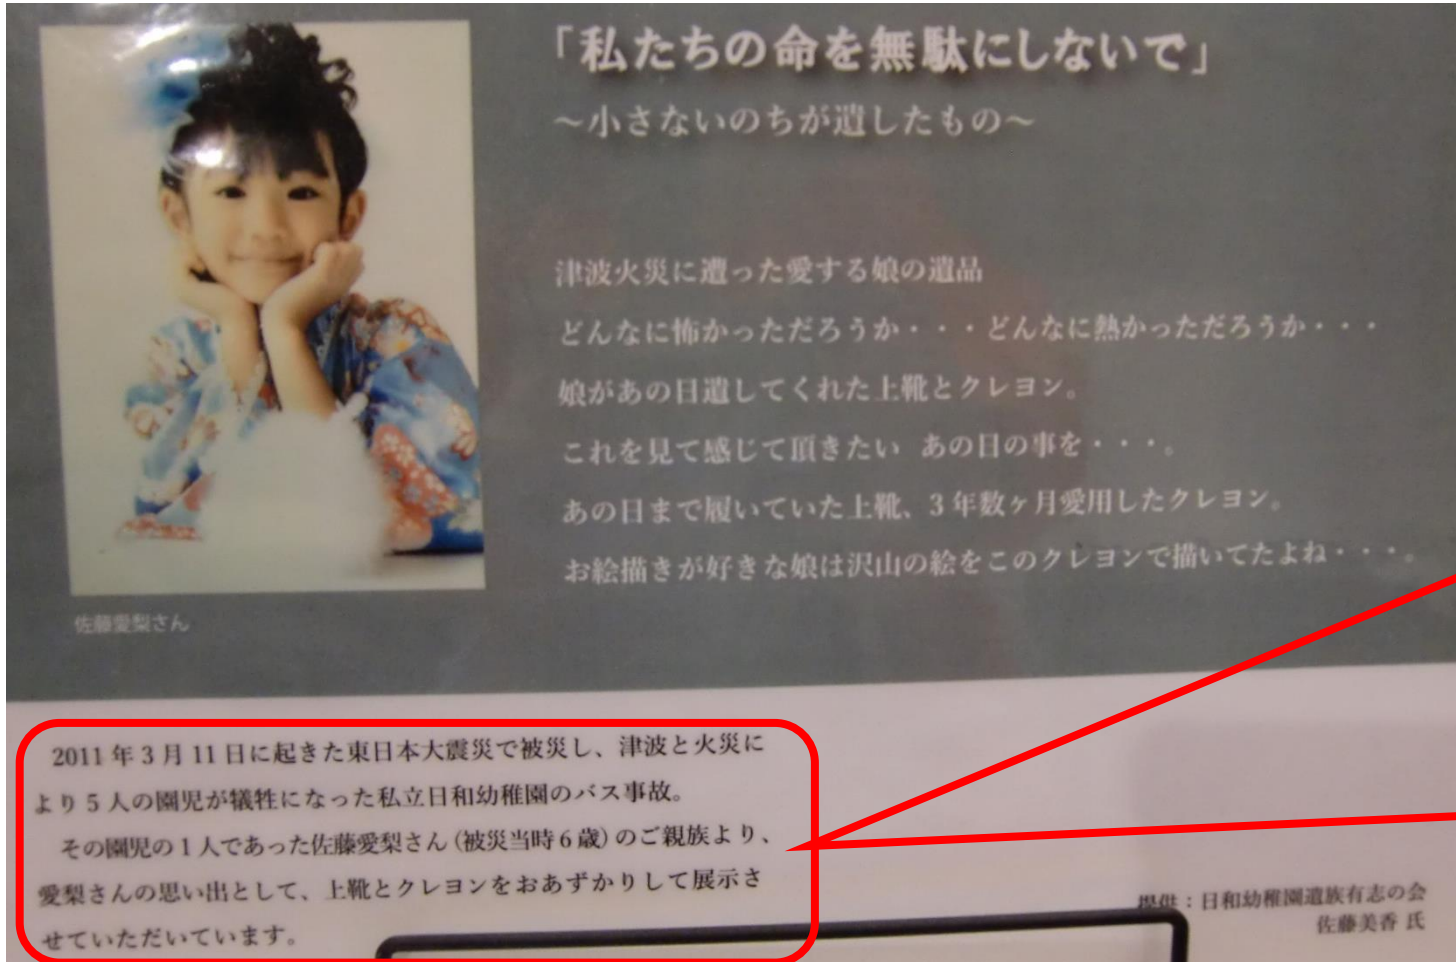 「私たちの命を無駄にしないで」
～小さないのちが遺したもの～
津波火災に遭った愛する娘の遺品
どんなに怖かっただろうか・・・どんなに熱かっただろうか・・・
娘があの日遺してくれた上靴とクレヨン。
これを見て感じて頂きたい あの日の事を・・・。
あの日まで履いていた上靴、3年数ヶ月愛用したクレヨン。
お絵描きが好きな娘は沢山の絵をこのクレヨンで描いてたよね・・・。
佐藤愛梨さん
2011年3月11日に起きた東日本大震災で被災し、津波と火災に
より5人の園児が犠牲になった私立日和幼稚園のバス事故。
その園児の1人であった佐藤愛梨さん(被災当時6歳)のご親族より、
愛梨さんの思い出として、上靴とクレヨンをおあずかりして展示さ
せていただいています。
提供：日和幼稚園遺族有志の会
佐藤美香 氏